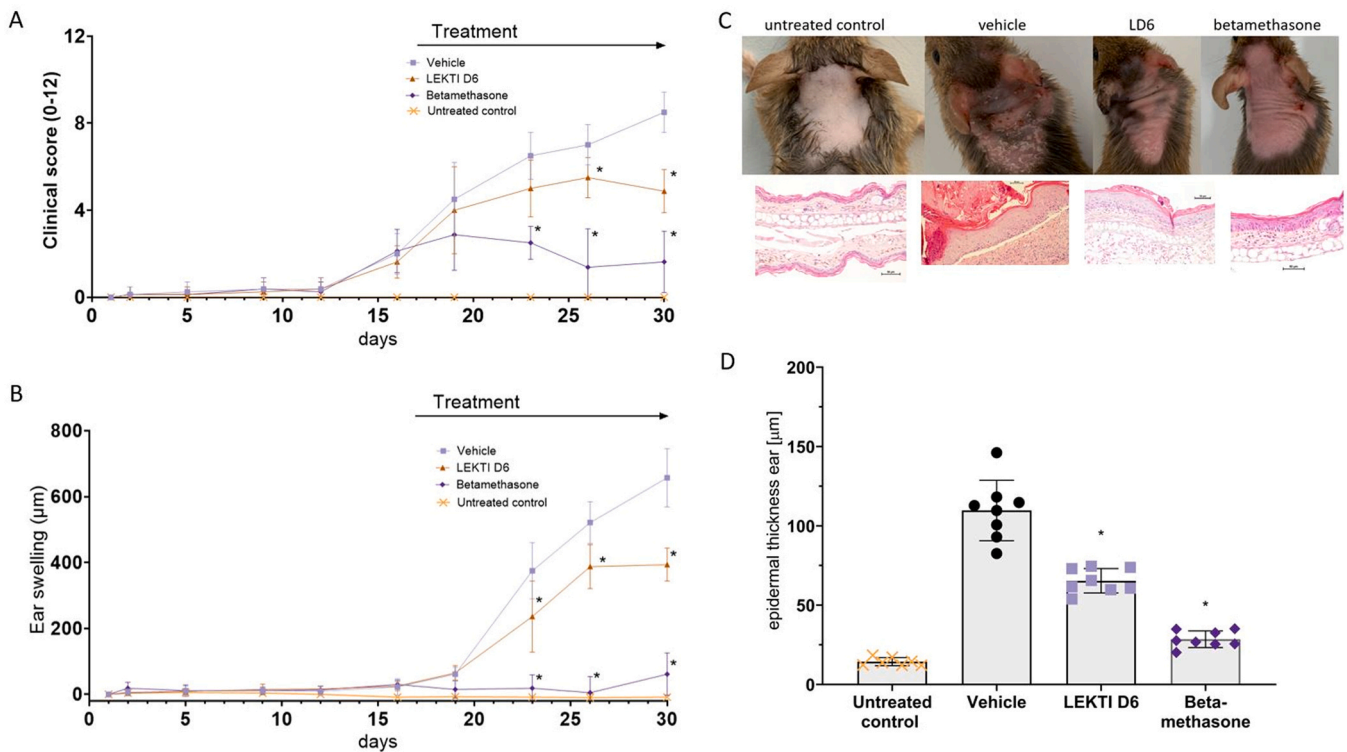 A
Treatment
Vehicle
LEKTI D6
Betamethasone
Untreated control
Clinical score (0-12)
12
8
4
0
*
*
*
*
*
0 5 10 15 20 25 30
days
B
Treatment
Vehicle
LEKTI D6
Betamethasone
Untreated control
Ear swelling (µm)
800
600
400
200
0
*
*
*
*
*
*
0 5 10 15 20 25 30
days
C
untreated control vehicle LD6 betamethasone
D
epidermal thickness ear [µm]
200
150
100
50
0
*
*
Untreated control
Vehicle
LEKTI D6
Beta-
methasone